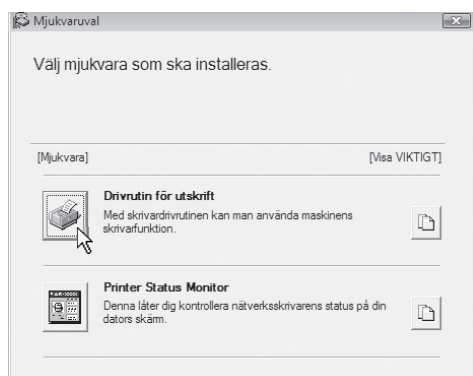 Mjukvaruval
Välj mjukvara som ska installeras.
[Mjukvara] [Visa VIKTIGT]
Drivrutin för utskrift
Med skrivardrivrutinen kan man använda maskinens
skrivarfunktion.
Printer Status Monitor
Denna låter dig kontrollera nätverksskrivarens status på din
dators skärm.